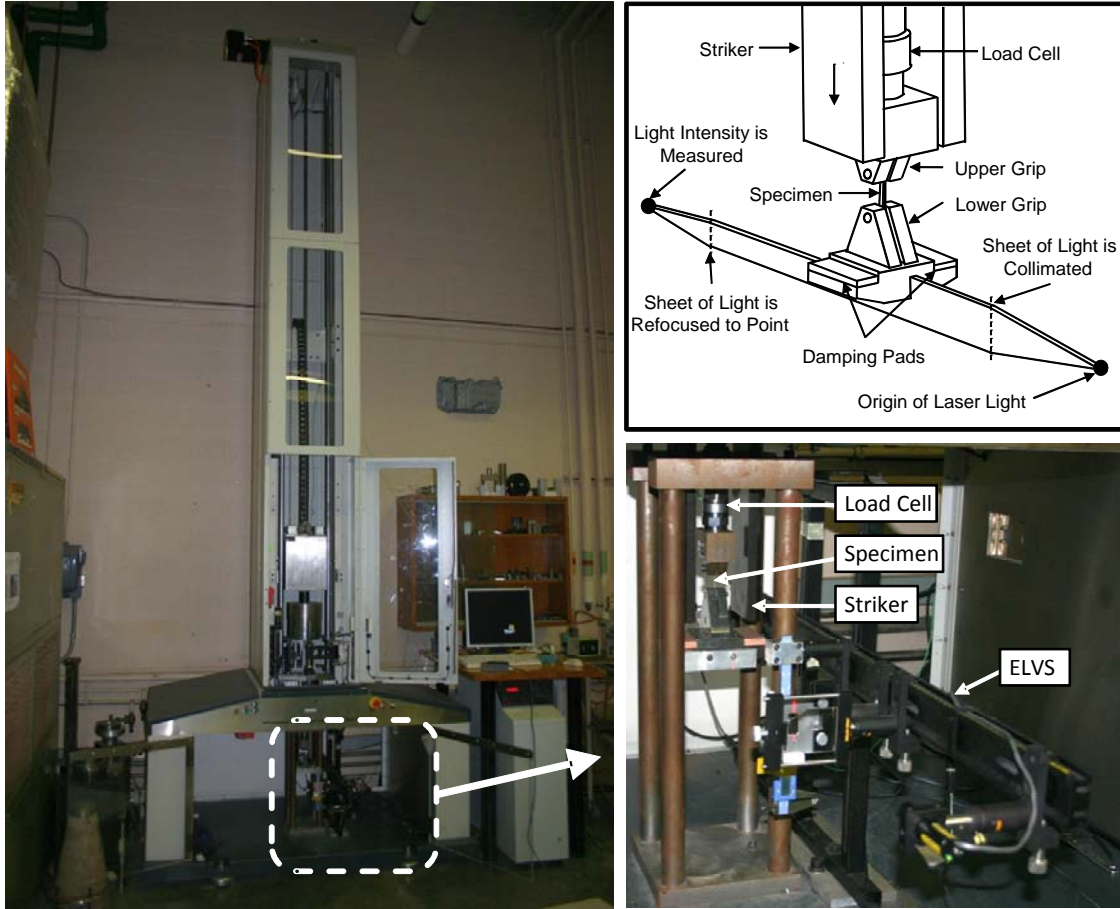 Striker
Load Cell
Light Intensity is
Measured
Upper Grip
Specimen
Lower Grip
Sheet of Light is
Collimated
Sheet of Light is
Refocused to Point
Damping Pads
Origin of Laser Light
Load Cell
Specimen
Striker
ELVS